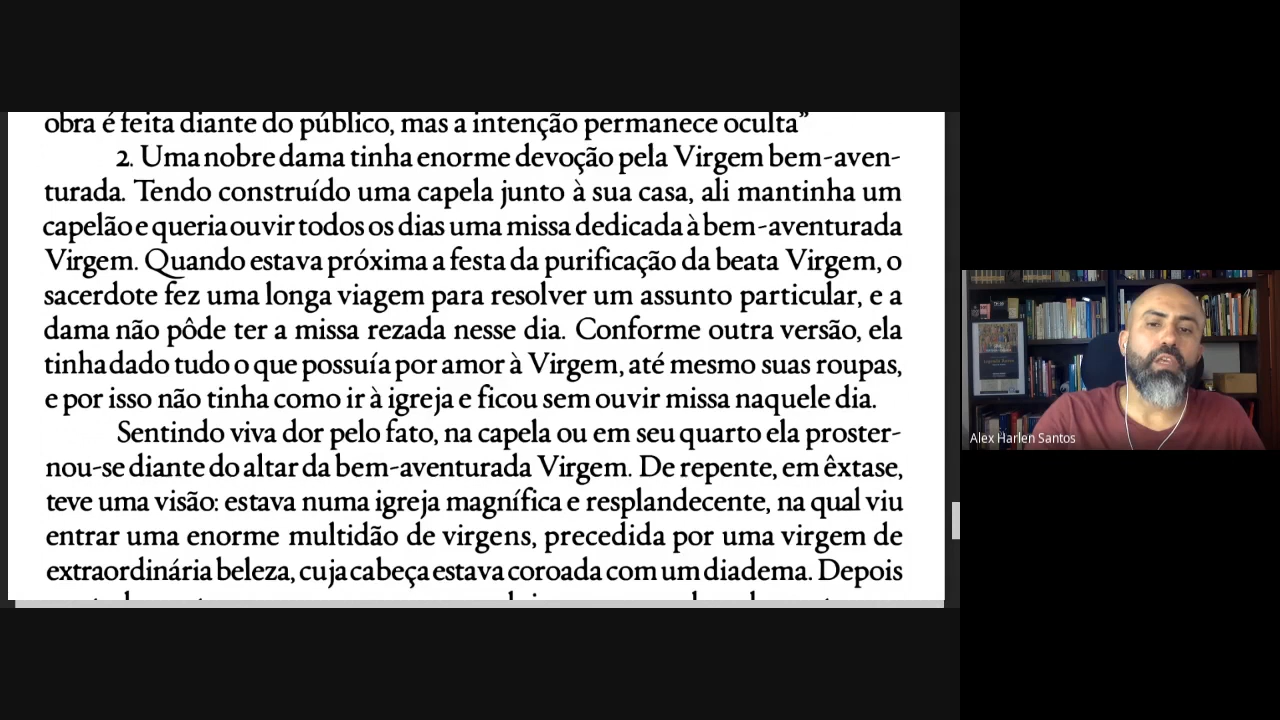 obra é feita diante do público, mas a intenção permanece oculta”
2. Uma nobre dama tinha enorme devoção pela Virgem bem-aven-
turada. Tendo construído uma capela junto à sua casa, ali mantinha um
capelão e queria ouvir todos os dias uma missa dedicada à bem-aventurada
Virgem. Quando estava próxima a festa da purificação da beata Virgem, o
sacerdote fez uma longa viagem para resolver um assunto particular, e a
dama não pôde ter a missa rezada nesse dia. Conforme outra versão, ela
tinha dado tudo o que possuía por amor à Virgem, até mesmo suas roupas,
e por isso não tinha como ir à igreja e ficou sem ouvir missa naquele dia.
Sentindo viva dor pelo fato, na capela ou em seu quarto ela proster-
nou-se diante do altar da bem-aventurada Virgem. De repente, em êxtase,
teve uma visão: estava numa igreja magnífica e resplandecente, na qual viu
entrar uma enorme multidão de virgens, precedida por uma virgem de
extraordinária beleza, cuja cabeça estava coroada com um diadema. Depois
Alex Harlen Santos